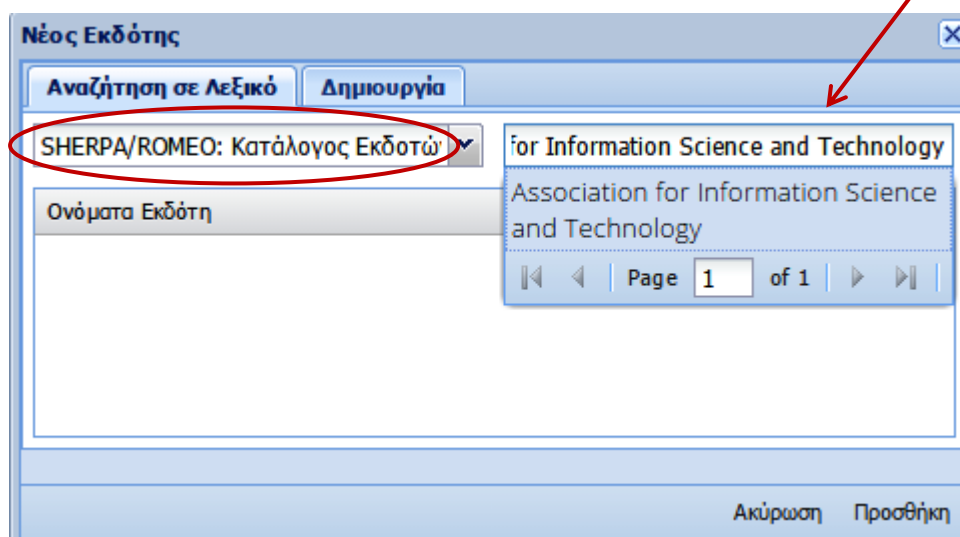 Νέος Εκδότης
Αναζήτηση σε Λεξικό Δημιουργία
SHERPA/ROMEO: Κατάλογος Εκδοτώ for Information Science and Technology
Association for Information Science
and Technology
Ονόματα Εκδότη
Page 1 of 1
Ακύρωση Προσθήκη